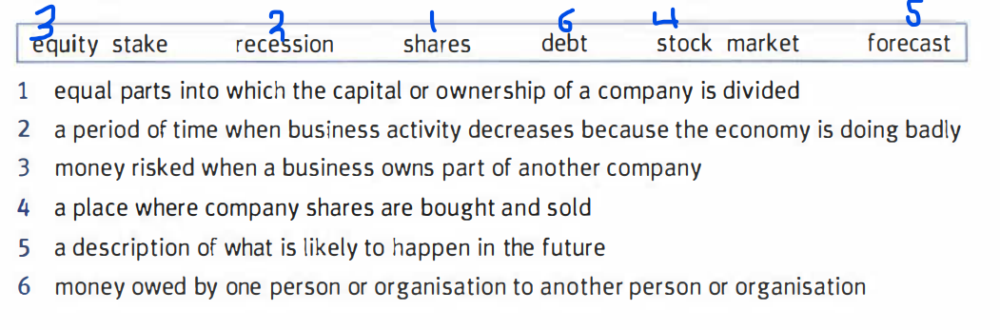 3 2 1 6 4 5
equity stake recession shares debt stock market forecast
1 equal parts into which the capital or ownership of a company is divided
2 a period of time when business activity decreases because the economy is doing badly
3 money risked when a business owns part of another company
4 a place where company shares are bought and sold
5 a description of what is likely to happen in the future
6 money owed by one person or organisation to another person or organisation